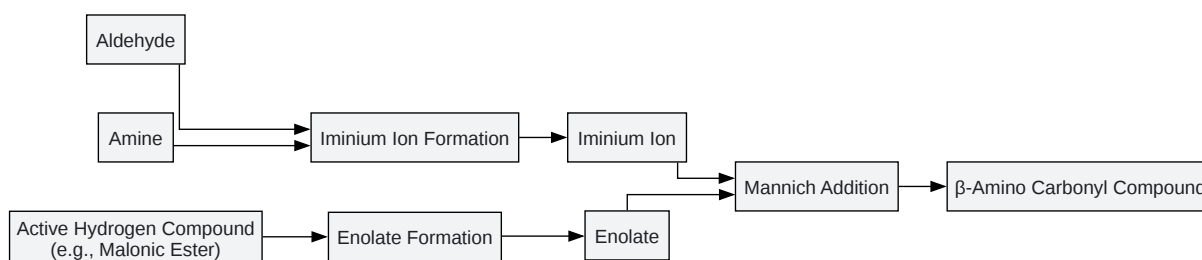 Aldehyde
Amine
Iminium Ion Formation
Iminium Ion
Mannich Addition
β-Amino Carbonyl Compound
Active Hydrogen Compound
(e.g., Malonic Ester)
Enolate Formation
Enolate